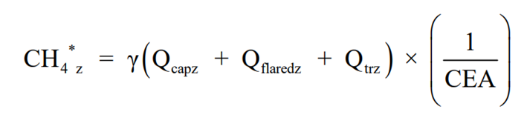 CH₄*z = γ(Qcapz + Qflaredz + Qtrz) × (1/CEA)